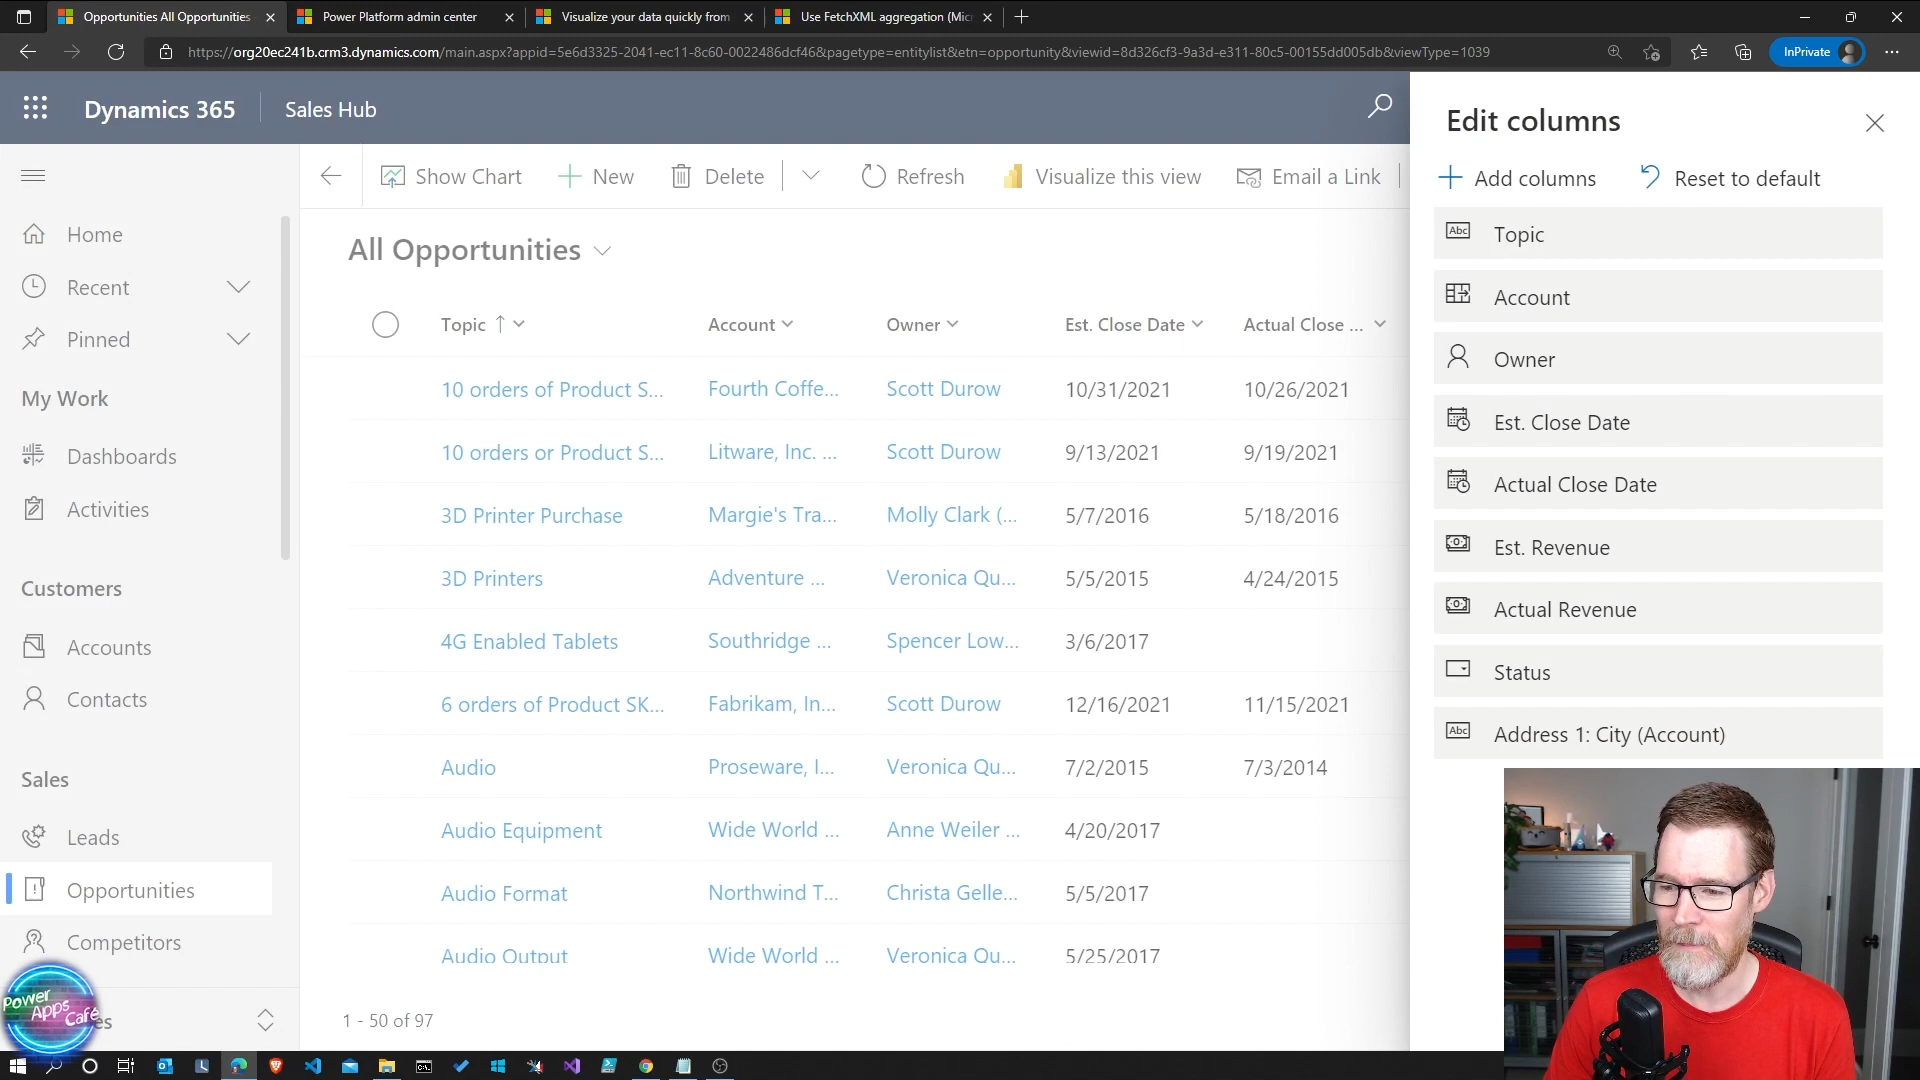 Opportunities All Opportunities
Power Platform admin center
Visualize your data quickly from
Use FetchXML aggregation (Micr
https://org20ec241b.crm3.dynamics.com/main.aspx?appid=5e6d3325-2041-ec11-8c60-0022486dcf46&pagetype=entitylist&etn=opportunity&viewid=8d326cf3-9a3d-e311-80c5-00155dd005db&viewType=1039
InPrivate
Dynamics 365
Sales Hub
Show Chart
New
Delete
Refresh
Visualize this view
Email a Link
Home
Recent
Pinned
My Work
Dashboards
Activities
Customers
Accounts
Contacts
Sales
Leads
Opportunities
Competitors
Power
Apps
Café
es
All Opportunities
Topic Account Owner Est. Close Date Actual Close ...
10 orders of Product S... Fourth Coffe... Scott Durow 10/31/2021 10/26/2021
10 orders or Product S... Litware, Inc. ... Scott Durow 9/13/2021 9/19/2021
3D Printer Purchase Margie's Tra... Molly Clark (... 5/7/2016 5/18/2016
3D Printers Adventure ... Veronica Qu... 5/5/2015 4/24/2015
4G Enabled Tablets Southridge ... Spencer Low... 3/6/2017
6 orders of Product SK... Fabrikam, In... Scott Durow 12/16/2021 11/15/2021
Audio Proseware, I... Veronica Qu... 7/2/2015 7/3/2014
Audio Equipment Wide World ... Anne Weiler ... 4/20/2017
Audio Format Northwind T... Christa Gelle... 5/5/2017
Audio Output Wide World ... Veronica Qu... 5/25/2017
1 - 50 of 97
Edit columns
Add columns
Reset to default
Abc Topic
Account
Owner
Est. Close Date
Actual Close Date
Est. Revenue
Actual Revenue
Status
Abc Address 1: City (Account)